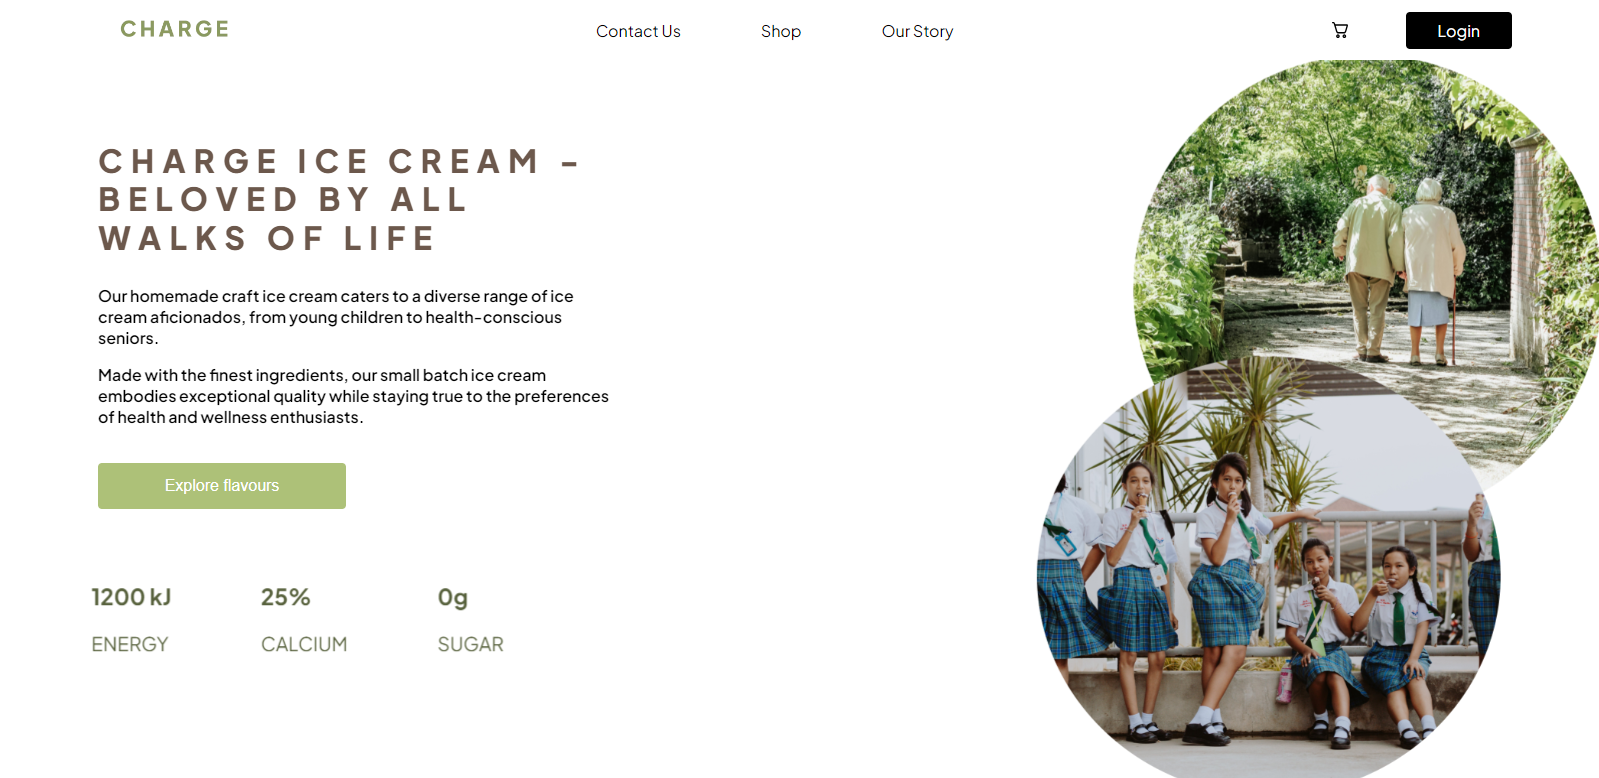 CHARGE
Contact Us
Shop
Our Story
Login
CHARGE ICE CREAM -
BELOVED BY ALL
WALKS OF LIFE
Our homemade craft ice cream caters to a diverse range of ice
cream aficionados, from young children to health-conscious
seniors.
Made with the finest ingredients, our small batch ice cream
embodies exceptional quality while staying true to the preferences
of health and wellness enthusiasts.
Explore flavours
1200 kJ
ENERGY
25%
CALCIUM
0g
SUGAR